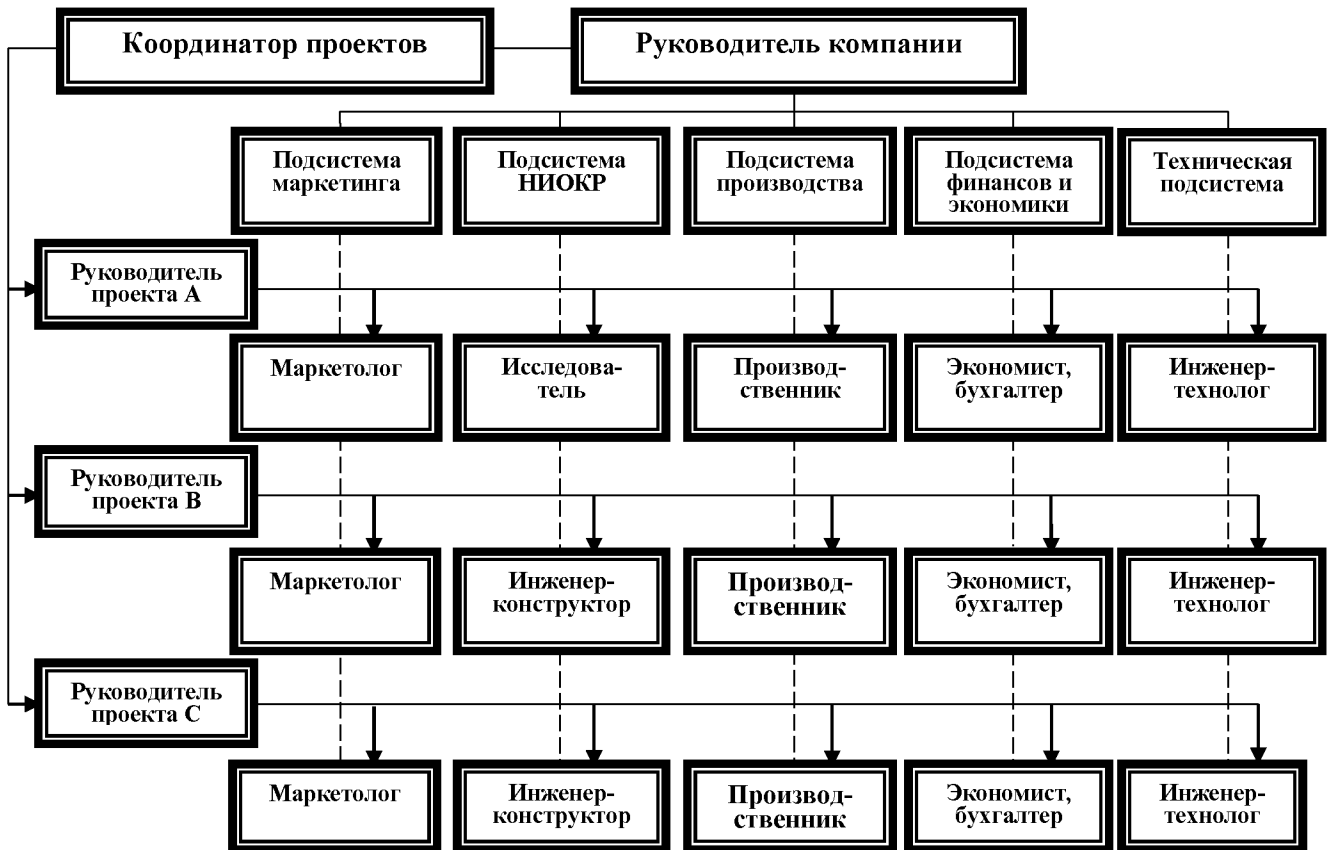 Координатор проектов
Руководитель компании
Подсистема
маркетинга
Подсистема
НИОКР
Подсистема
производства
Подсистема
финансов и
экономики
Техническая
подсистема
Руководитель
проекта А
Маркетолог
Исследова-
тель
Производ-
ственник
Экономист,
бухгалтер
Инженер-
технолог
Руководитель
проекта В
Маркетолог
Инженер-
конструктор
Производ-
ственник
Экономист,
бухгалтер
Инженер-
технолог
Руководитель
проекта С
Маркетолог
Инженер-
конструктор
Производ-
ственник
Экономист,
бухгалтер
Инженер-
технолог